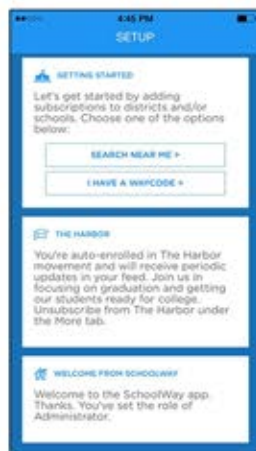 4:45 PM
SETUP
GETTING STARTED
Let's get started by adding
subscriptions to districts and/or
schools. Choose one of the options
below:
SEARCH NEAR ME >
I HAVE A WAYCODE >
THE HARBOR
You're auto-enrolled in The Harbor
movement and will receive periodic
updates in your feed. Join us in
focusing on graduation and getting
our students ready for college.
Unsubscribe from The Harbor under
the More tab.
WELCOME FROM SCHOOLWAY
Welcome to the SchoolWay app.
Thanks. You've set the role of
Administrator.